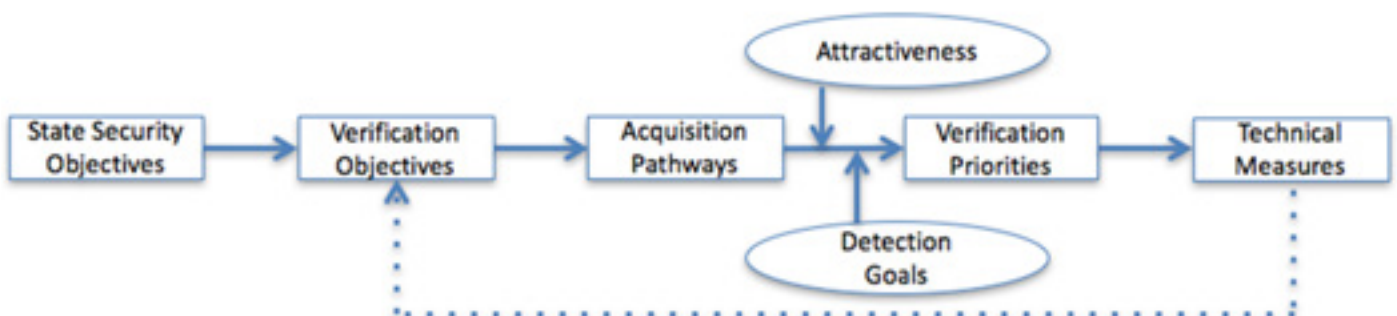 Attractiveness
State Security
Objectives
Verification
Objectives
Acquisition
Pathways
Verification
Priorities
Technical
Measures
Detection
Goals